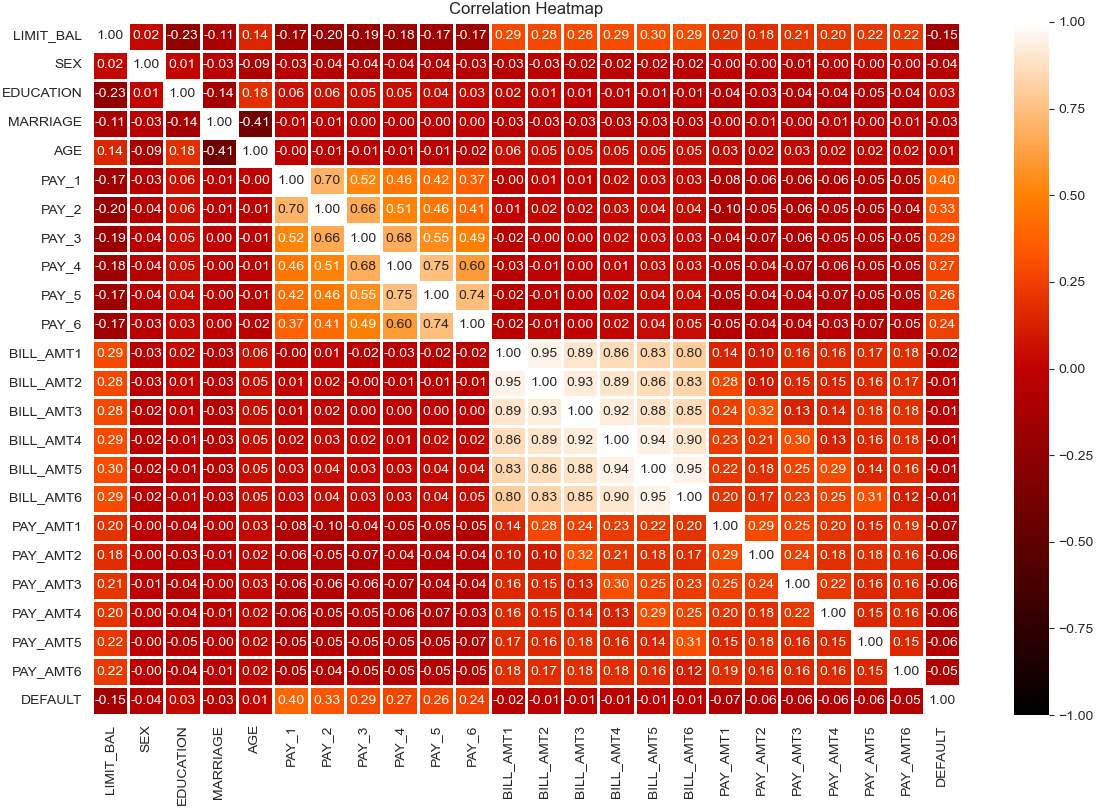 Correlation Heatmap
LIMIT_BAL 1.00 0.02 -0.23 -0.11 0.14 -0.17 -0.20 -0.19 -0.18 -0.17 -0.17 0.29 0.28 0.28 0.29 0.30 0.29 0.20 0.18 0.21 0.20 0.22 0.22 -0.15
SEX 0.02 1.00 0.01 -0.03 -0.09 -0.03 -0.04 -0.04 -0.04 -0.04 -0.03 -0.03 -0.03 -0.02 -0.02 -0.02 -0.02 -0.00 -0.00 -0.01 -0.00 -0.00 -0.00 -0.04
EDUCATION -0.23 0.01 1.00 -0.14 0.18 0.06 0.06 0.05 0.05 0.04 0.03 0.02 0.01 0.01 -0.01 -0.01 -0.01 -0.04 -0.03 -0.04 -0.04 -0.05 -0.04 0.03
MARRIAGE -0.11 -0.03 -0.14 1.00 -0.41 -0.01 -0.01 0.00 -0.00 -0.00 0.00 -0.03 -0.03 -0.03 -0.03 -0.03 -0.03 -0.00 -0.01 -0.00 -0.01 -0.00 -0.01 -0.03
AGE 0.14 -0.09 0.18 -0.41 1.00 -0.00 -0.01 -0.01 -0.01 -0.01 -0.02 0.06 0.05 0.05 0.05 0.05 0.05 0.03 0.02 0.03 0.02 0.02 0.02 0.01
PAY_1 -0.17 -0.03 0.06 -0.01 -0.00 1.00 0.70 0.52 0.46 0.42 0.37 -0.00 0.01 0.01 0.02 0.03 0.03 -0.08 -0.06 -0.06 -0.06 -0.05 -0.05 0.40
PAY_2 -0.20 -0.04 0.06 -0.01 -0.01 0.70 1.00 0.66 0.51 0.46 0.41 0.01 0.02 0.02 0.03 0.04 0.04 -0.10 -0.05 -0.06 -0.05 -0.05 -0.04 0.33
PAY_3 -0.19 -0.04 0.05 0.00 -0.01 0.52 0.66 1.00 0.68 0.55 0.49 -0.02 -0.00 0.00 0.02 0.03 0.03 -0.04 -0.07 -0.06 -0.05 -0.05 -0.05 0.29
PAY_4 -0.18 -0.04 0.05 -0.00 -0.01 0.46 0.51 0.68 1.00 0.75 0.60 -0.03 -0.01 0.00 0.01 0.03 0.03 -0.05 -0.04 -0.07 -0.06 -0.05 -0.05 0.27
PAY_5 -0.17 -0.04 0.04 -0.00 -0.01 0.42 0.46 0.55 0.75 1.00 0.74 -0.02 -0.01 0.00 0.02 0.04 0.04 -0.05 -0.04 -0.04 -0.07 -0.05 -0.05 0.26
PAY_6 -0.17 -0.03 0.03 0.00 -0.02 0.37 0.41 0.49 0.60 0.74 1.00 -0.02 -0.01 0.00 0.02 0.04 0.05 -0.05 -0.04 -0.04 -0.03 -0.07 -0.05 0.24
BILL_AMT1 0.29 -0.03 0.02 -0.03 0.06 -0.00 0.01 -0.02 -0.03 -0.02 -0.02 1.00 0.95 0.89 0.86 0.83 0.80 0.14 0.10 0.16 0.16 0.17 0.18 -0.02
BILL_AMT2 0.28 -0.03 0.01 -0.03 0.05 0.01 0.02 -0.00 -0.01 -0.01 -0.01 0.95 1.00 0.93 0.89 0.86 0.83 0.28 0.10 0.15 0.15 0.16 0.17 -0.01
BILL_AMT3 0.28 -0.02 0.01 -0.03 0.05 0.01 0.02 0.00 0.00 0.00 0.00 0.89 0.93 1.00 0.92 0.88 0.85 0.24 0.32 0.13 0.14 0.18 0.18 -0.01
BILL_AMT4 0.29 -0.02 -0.01 -0.03 0.05 0.02 0.03 0.02 0.01 0.02 0.02 0.86 0.89 0.92 1.00 0.94 0.90 0.23 0.21 0.30 0.13 0.16 0.18 -0.01
BILL_AMT5 0.30 -0.02 -0.01 -0.03 0.05 0.03 0.04 0.03 0.03 0.04 0.04 0.83 0.86 0.88 0.94 1.00 0.95 0.22 0.18 0.25 0.29 0.14 0.16 -0.01
BILL_AMT6 0.29 -0.02 -0.01 -0.03 0.05 0.03 0.04 0.03 0.03 0.04 0.05 0.80 0.83 0.85 0.90 0.95 1.00 0.20 0.17 0.23 0.25 0.31 0.12 -0.01
PAY_AMT1 0.20 -0.00 -0.04 -0.00 0.03 -0.08 -0.10 -0.04 -0.05 -0.05 -0.05 0.14 0.28 0.24 0.23 0.22 0.20 1.00 0.29 0.25 0.20 0.15 0.19 -0.07
PAY_AMT2 0.18 -0.00 -0.03 -0.01 0.02 -0.06 -0.05 -0.07 -0.04 -0.04 -0.04 0.10 0.10 0.32 0.21 0.18 0.17 0.29 1.00 0.24 0.18 0.18 0.16 -0.06
PAY_AMT3 0.21 -0.01 -0.04 -0.00 0.03 -0.06 -0.06 -0.06 -0.07 -0.04 -0.04 0.16 0.15 0.13 0.30 0.25 0.23 0.25 0.24 1.00 0.22 0.16 0.16 -0.06
PAY_AMT4 0.20 -0.00 -0.04 -0.01 0.02 -0.06 -0.05 -0.05 -0.06 -0.07 -0.03 0.16 0.15 0.14 0.13 0.29 0.25 0.20 0.18 0.22 1.00 0.15 0.16 -0.06
PAY_AMT5 0.22 -0.00 -0.05 -0.00 0.02 -0.05 -0.05 -0.05 -0.05 -0.05 -0.07 0.17 0.16 0.18 0.16 0.14 0.31 0.15 0.18 0.16 0.15 1.00 0.15 -0.06
PAY_AMT6 0.22 -0.00 -0.04 -0.01 0.02 -0.05 -0.04 -0.05 -0.05 -0.05 -0.05 0.18 0.17 0.18 0.18 0.16 0.12 0.19 0.16 0.16 0.16 0.15 1.00 -0.05
DEFAULT -0.15 -0.04 0.03 -0.03 0.01 0.40 0.33 0.29 0.27 0.26 0.24 -0.02 -0.01 -0.01 -0.01 -0.01 -0.01 -0.07 -0.06 -0.06 -0.06 -0.06 -0.05 1.00
LIMIT_BAL SEX EDUCATION MARRIAGE AGE PAY_1 PAY_2 PAY_3 PAY_4 PAY_5 PAY_6 BILL_AMT1 BILL_AMT2 BILL_AMT3 BILL_AMT4 BILL_AMT5 BILL_AMT6 PAY_AMT1 PAY_AMT2 PAY_AMT3 PAY_AMT4 PAY_AMT5 PAY_AMT6 DEFAULT
1.00
0.75
0.50
0.25
0.00
−0.25
−0.50
−0.75
−1.00